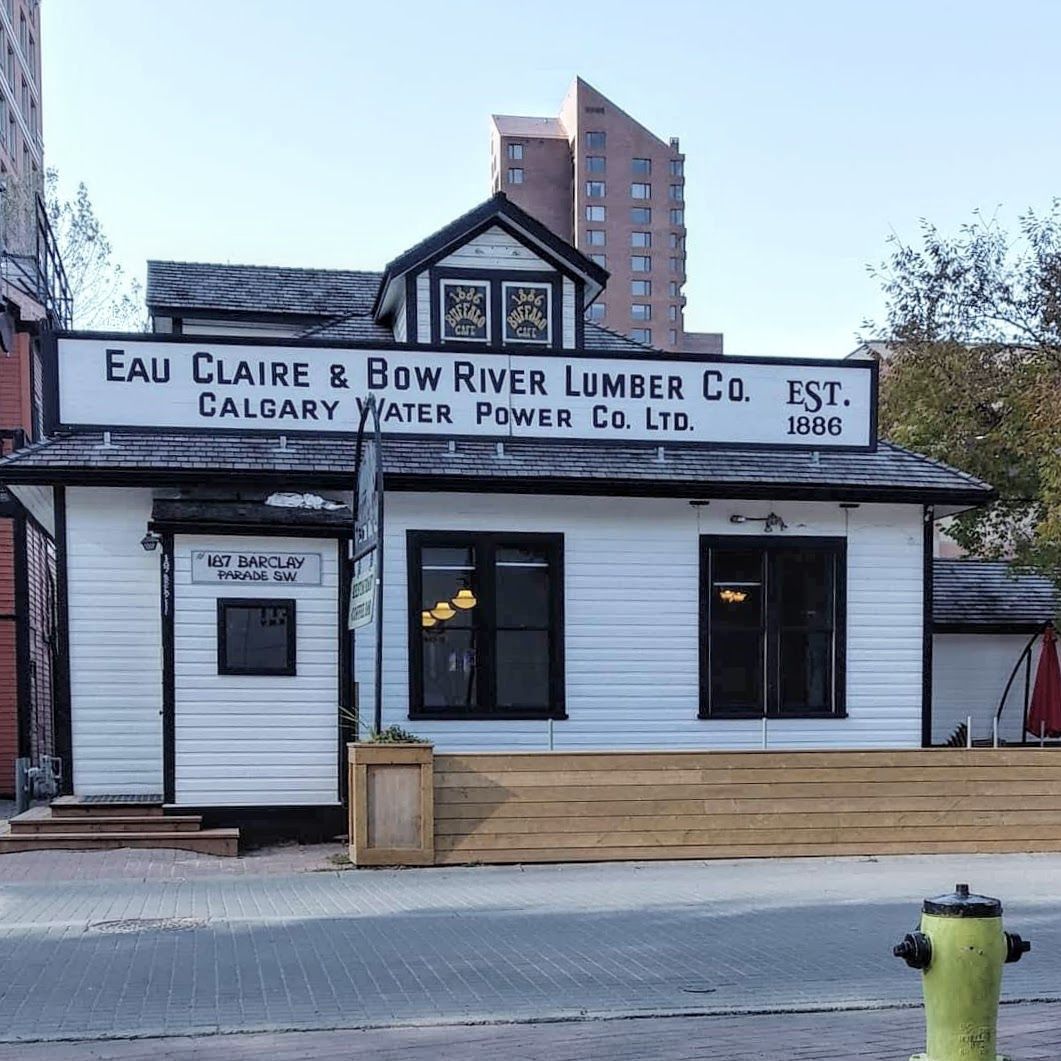 1886
BUFFALO
CAFE
1886
BUFFALO
CAFE
EAU CLAIRE & BOW RIVER LUMBER CO.
CALGARY WATER POWER CO. LTD.
EST.
1886
#187 BARCLAY
PARADE SW.